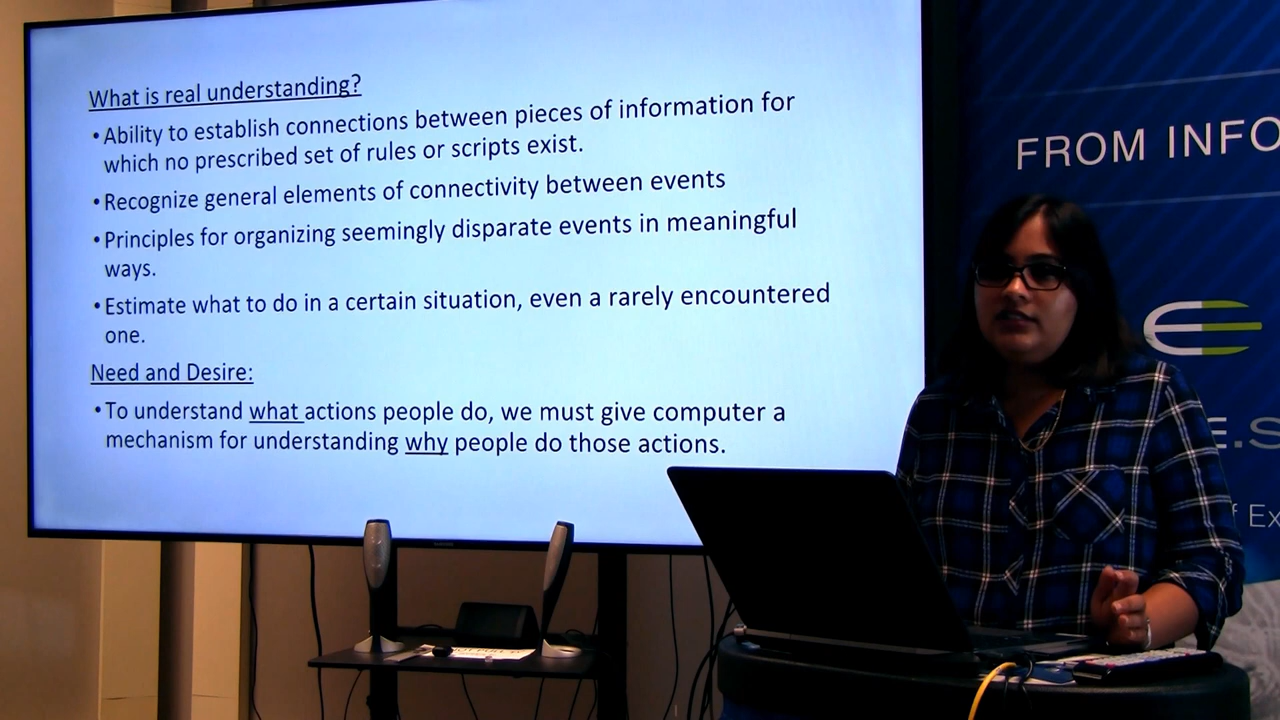 What is real understanding?
• Ability to establish connections between pieces of information for
which no prescribed set of rules or scripts exist.
• Recognize general elements of connectivity between events
• Principles for organizing seemingly disparate events in meaningful
ways.
• Estimate what to do in a certain situation, even a rarely encountered
one.
Need and Desire:
• To understand what actions people do, we must give computer a
mechanism for understanding why people do those actions.
FROM INFO
E.S
f Ex